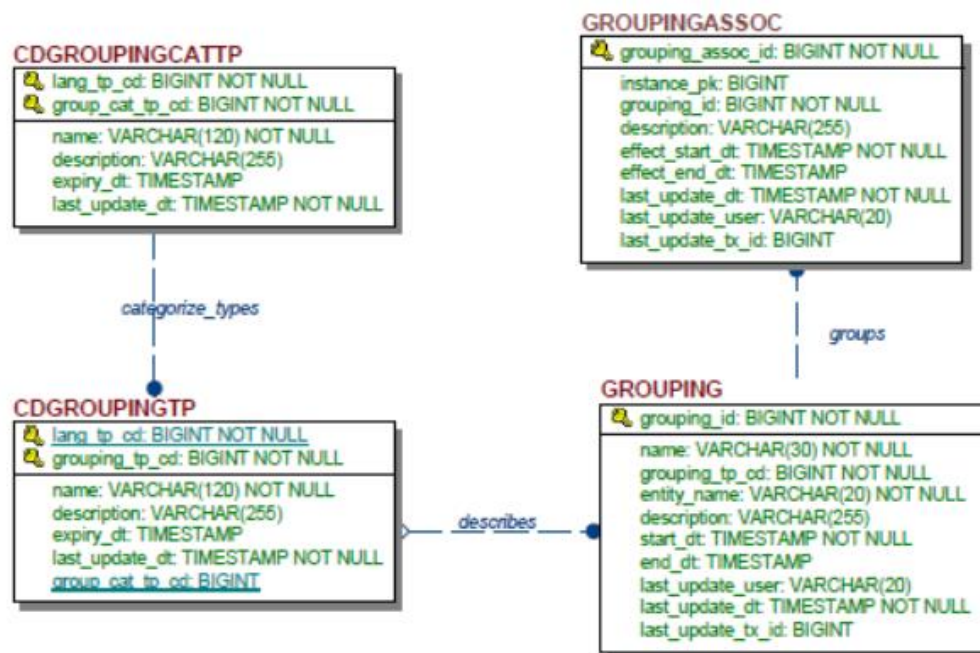 CDGROUPINGCATTP
lang_tp_cd: BIGINT NOT NULL
group_cat_tp_cd: BIGINT NOT NULL
name: VARCHAR(120) NOT NULL
description: VARCHAR(255)
expiry_dt: TIMESTAMP
last_update_dt: TIMESTAMP NOT NULL
categorize_types
CDGROUPINGTP
lang_tp_cd: BIGINT NOT NULL
grouping_tp_cd: BIGINT NOT NULL
name: VARCHAR(120) NOT NULL
description: VARCHAR(255)
expiry_dt: TIMESTAMP
last_update_dt: TIMESTAMP NOT NULL
group_cat_tp_cd: BIGINT
describes
GROUPINGASSOC
grouping_assoc_id: BIGINT NOT NULL
instance_pk: BIGINT
grouping_id: BIGINT NOT NULL
description: VARCHAR(255)
effect_start_dt: TIMESTAMP NOT NULL
effect_end_dt: TIMESTAMP
last_update_dt: TIMESTAMP NOT NULL
last_update_user: VARCHAR(20)
last_update_tx_id: BIGINT
groups
GROUPING
grouping_id: BIGINT NOT NULL
name: VARCHAR(30) NOT NULL
grouping_tp_cd: BIGINT NOT NULL
entity_name: VARCHAR(20) NOT NULL
description: VARCHAR(255)
start_dt: TIMESTAMP NOT NULL
end_dt: TIMESTAMP
last_update_user: VARCHAR(20)
last_update_dt: TIMESTAMP NOT NULL
last_update_tx_id: BIGINT